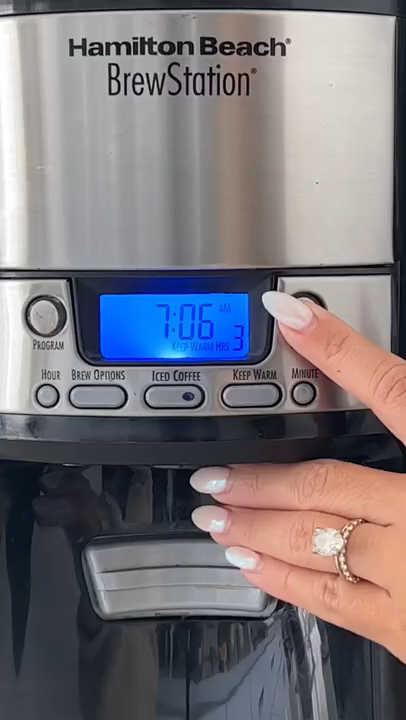 Hamilton Beach®
BrewStation®
7:06 AM
Keep Warm Hrs 3
Program
Hour Brew Options Iced Coffee Keep Warm Minute